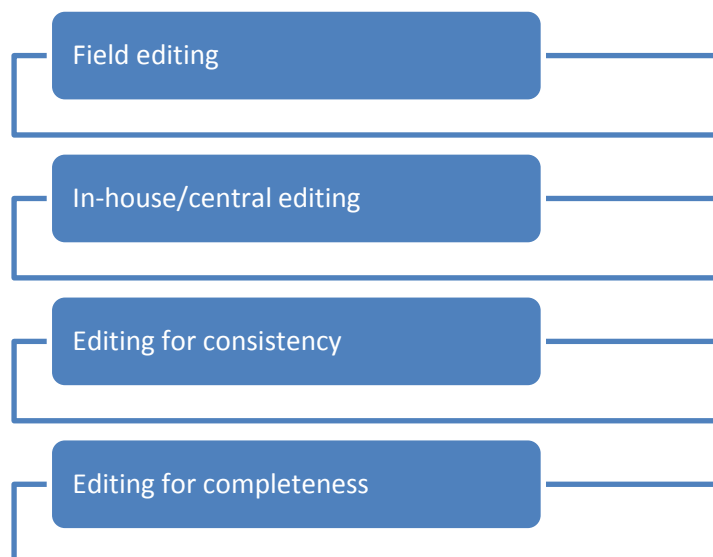 Field editing
In-house/central editing
Editing for consistency
Editing for completeness